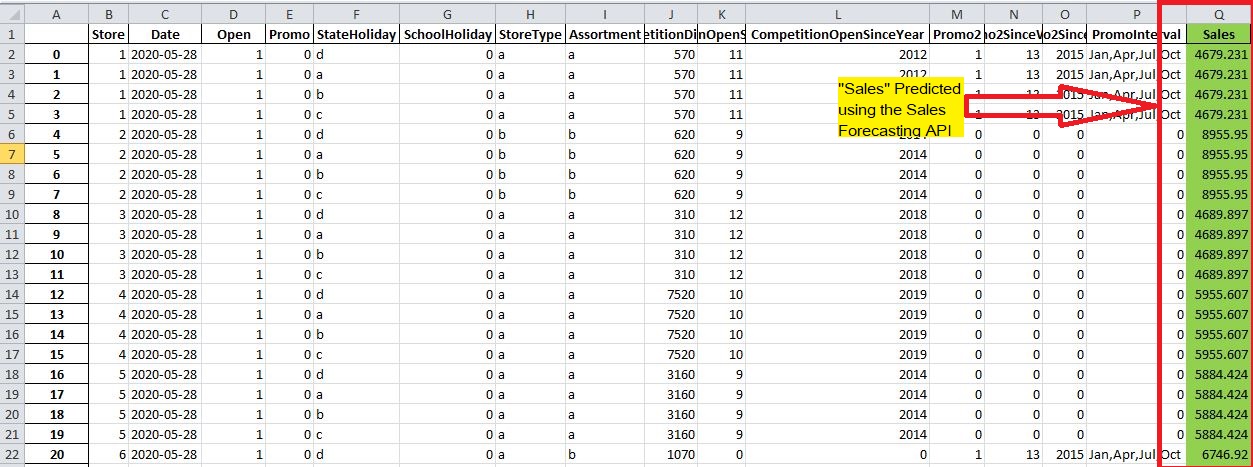 A B C D E F G H I J K L M N O P Q
1 Store Date Open Promo StateHoliday SchoolHoliday StoreType Assortment etitionDi nOpenS CompetitionOpenSinceYear Promo2 no2SinceV o2Since PromoInterval Sales
2 0 1 2020-05-28 1 0 d 0 a a 570 11 2012 1 13 2015 Jan,Apr,Jul,Oct 4679.231
3 1 1 2020-05-28 1 0 a 0 a a 570 11 2012 1 13 2015 Jan,Apr,Jul,Oct 4679.231
4 2 1 2020-05-28 1 0 b 0 a a 570 11 1 13 2015 Jan,Apr,Jul,Oct 4679.231
5 3 1 2020-05-28 1 0 c 0 a a 570 11 1 13 2015 Jan,Apr,Jul,Oct 4679.231
"Sales" Predicted
using the Sales
Forecasting API
6 4 2 2020-05-28 1 0 d 0 b b 620 9 2014 0 0 0 0 8955.95
7 5 2 2020-05-28 1 0 a 0 b b 620 9 2014 0 0 0 0 8955.95
8 6 2 2020-05-28 1 0 b 0 b b 620 9 2014 0 0 0 0 8955.95
9 7 2 2020-05-28 1 0 c 0 b b 620 9 2014 0 0 0 0 8955.95
10 8 3 2020-05-28 1 0 d 0 a a 310 12 2018 0 0 0 0 4689.897
11 9 3 2020-05-28 1 0 a 0 a a 310 12 2018 0 0 0 0 4689.897
12 10 3 2020-05-28 1 0 b 0 a a 310 12 2018 0 0 0 0 4689.897
13 11 3 2020-05-28 1 0 c 0 a a 310 12 2018 0 0 0 0 4689.897
14 12 4 2020-05-28 1 0 d 0 a a 7520 10 2019 0 0 0 0 5955.607
15 13 4 2020-05-28 1 0 a 0 a a 7520 10 2019 0 0 0 0 5955.607
16 14 4 2020-05-28 1 0 b 0 a a 7520 10 2019 0 0 0 0 5955.607
17 15 4 2020-05-28 1 0 c 0 a a 7520 10 2019 0 0 0 0 5955.607
18 16 5 2020-05-28 1 0 d 0 a a 3160 9 2014 0 0 0 0 5884.424
19 17 5 2020-05-28 1 0 a 0 a a 3160 9 2014 0 0 0 0 5884.424
20 18 5 2020-05-28 1 0 b 0 a a 3160 9 2014 0 0 0 0 5884.424
21 19 5 2020-05-28 1 0 c 0 a a 3160 9 2014 0 0 0 0 5884.424
22 20 6 2020-05-28 1 0 d 0 a b 1070 0 0 1 13 2015 Jan,Apr,Jul,Oct 6746.92